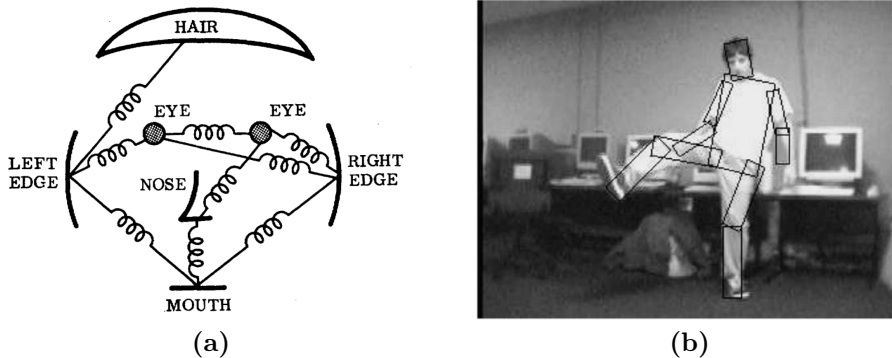 HAIR
EYE EYE
LEFT
EDGE
RIGHT
EDGE
NOSE
MOUTH
(a) (b)